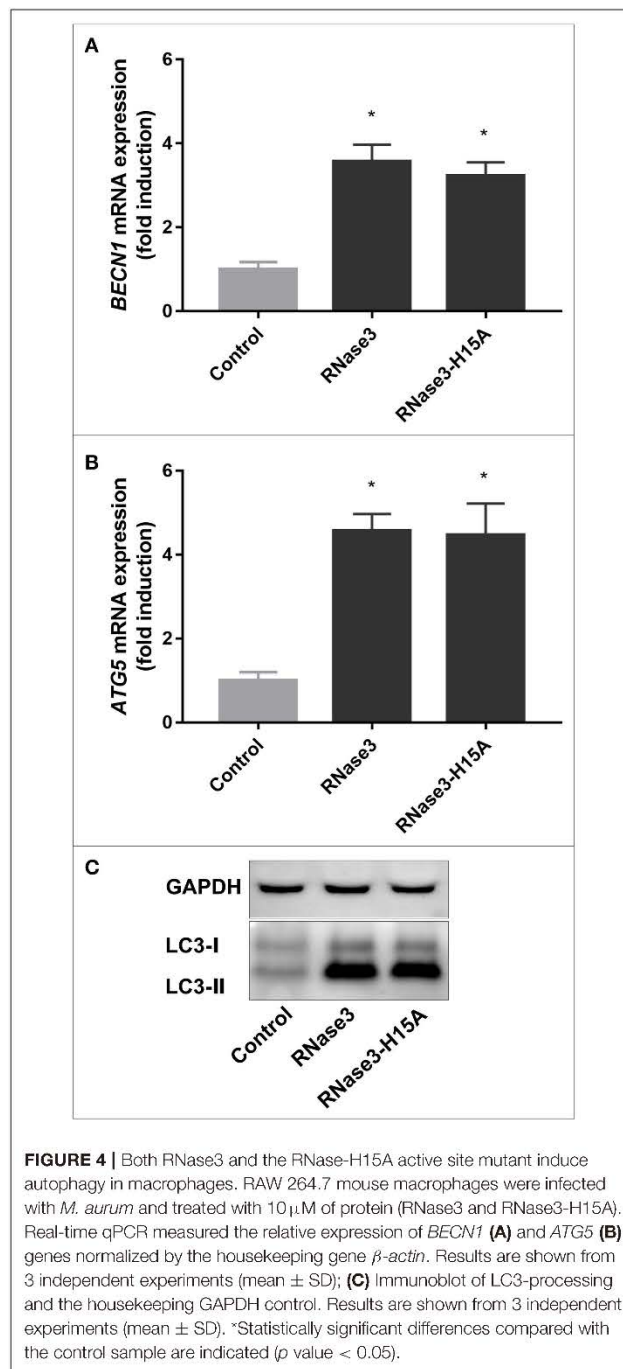 A
BECN1 mRNA expression
(fold induction)
6
4
2
0
*
*
Control
RNase3
RNase3-H15A
B
ATG5 mRNA expression
(fold induction)
6
4
2
0
*
*
Control
RNase3
RNase3-H15A
C
GAPDH
LC3-I
LC3-II
Control
RNase3
RNase3-H15A
FIGURE 4 | Both RNase3 and the RNase-H15A active site mutant induce
autophagy in macrophages. RAW 264.7 mouse macrophages were infected
with M. aurum and treated with 10 μM of protein (RNase3 and RNase3-H15A).
Real-time qPCR measured the relative expression of BECN1 (A) and ATG5 (B)
genes normalized by the housekeeping gene β-actin. Results are shown from
3 independent experiments (mean ± SD); (C) Immunoblot of LC3-processing
and the housekeeping GAPDH control. Results are shown from 3 independent
experiments (mean ± SD). *Statistically significant differences compared with
the control sample are indicated (p value < 0.05).